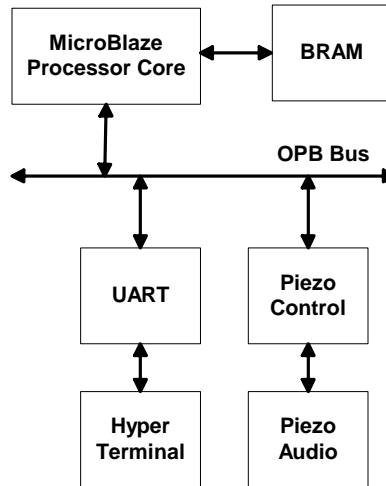 MicroBlaze
Processor Core
BRAM
OPB Bus
UART
Piezo
Control
Hyper
Terminal
Piezo
Audio